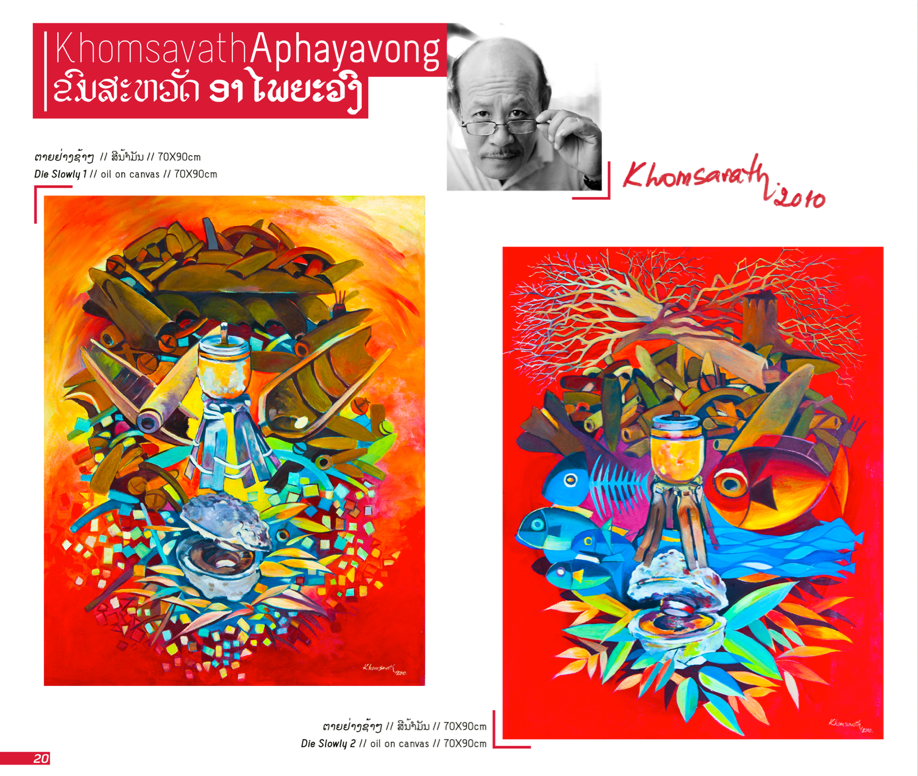 KhomsavathAphayavong
ຂົມສະຫວັດ ອາໄພຍະວົງ
ຕາຍຢ່າງຊ້າໆ // ສີນ້ຳມັນ // 70X90cm
Die Slowly 1 // oil on canvas // 70X90cm
Khomsavath
2010
ຕາຍຢ່າງຊ້າໆ // ສີນ້ຳມັນ // 70X90cm
Die Slowly 2 // oil on canvas // 70X90cm
20